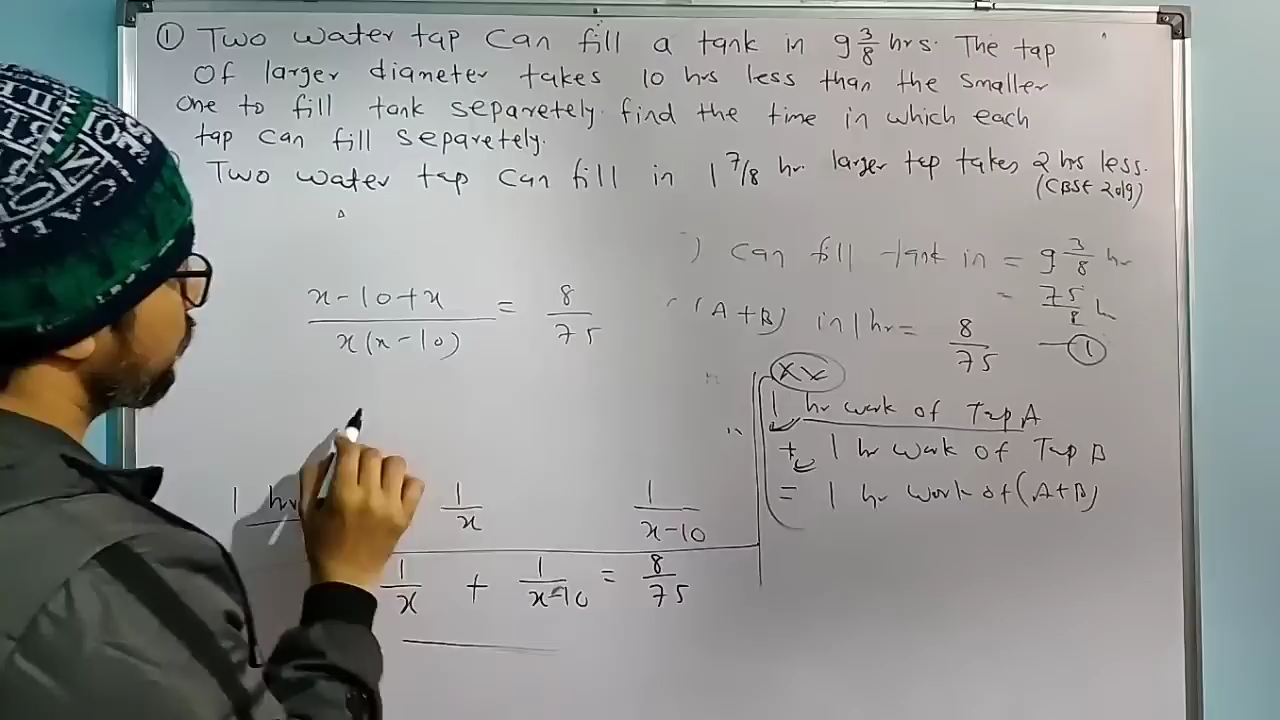 ① Two water tap can fill a tank in 9 3/8 hrs. The tap
Of larger diameter takes 10 hrs less than the smaller
One to fill tank separetely. find the time in which each
tap can fill separetely.
Two water tap can fill in 1 7/8 hr larger tap takes 2 hrs less.
(CBSE 2019)
) can fill tank in = 9 3/8 hr
= 75/8 h
(x-10+x)/(x(x-10)) = 8/75
(A+B) in 1 hr = 8/75 — ①
XX
1 hr work of Tap A
+ 1 hr work of Tap B
= 1 hr work of (A+B)
1 hr 1/x 1/(x-10)
1/x + 1/(x-10) = 8/75